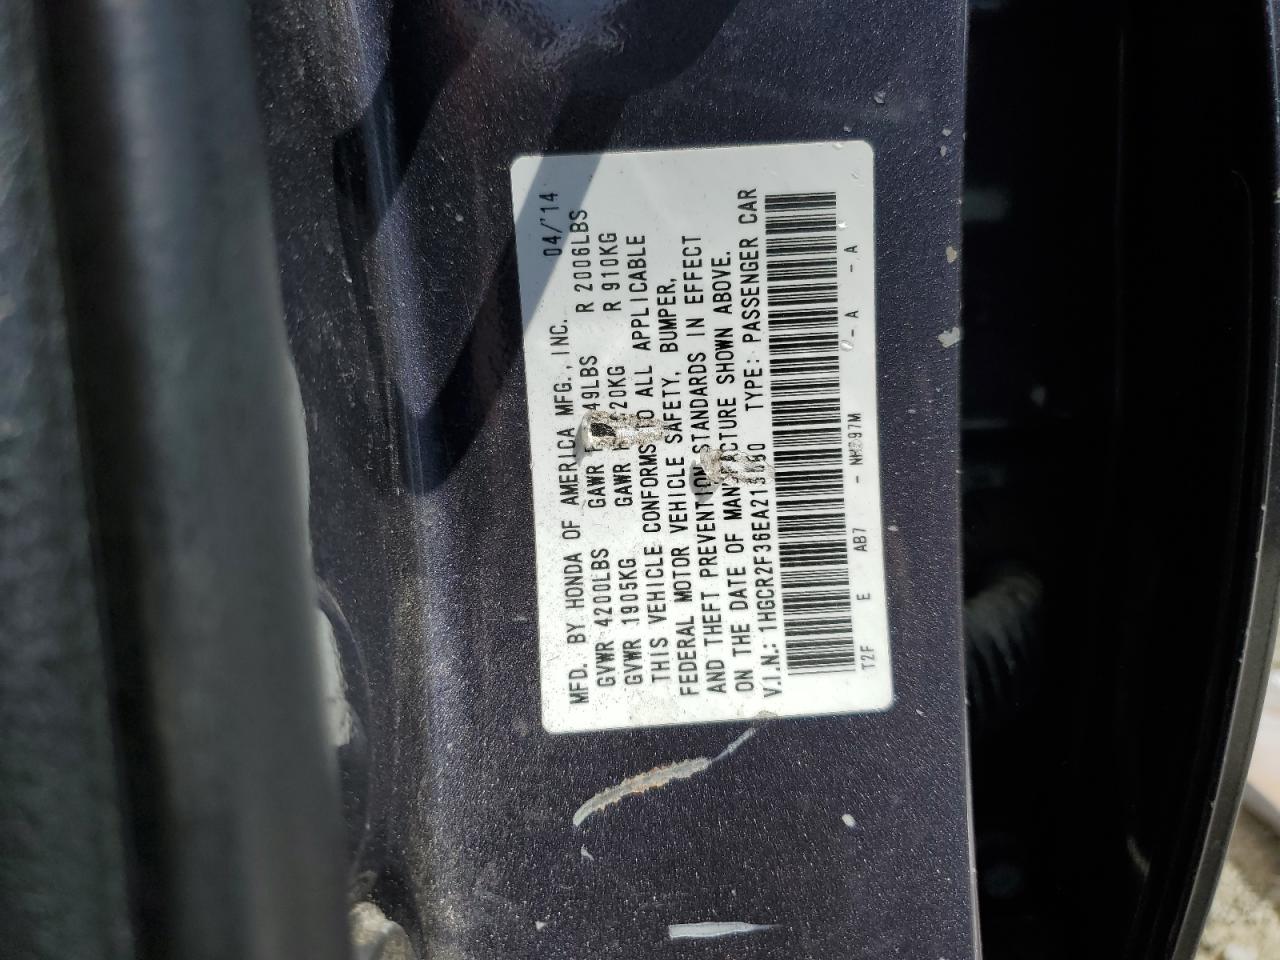 MFD. BY HONDA OF AMERICA MFG., INC. 04/'14
GVWR 4200LBS GAWR R 2006LBS
GVWR 1905KG GAWR R 910KG
THIS VEHICLE CONFORMS TO ALL APPLICABLE
FEDERAL MOTOR VEHICLE SAFETY, BUMPER,
AND THEFT PREVENTION STANDARDS IN EFFECT
ON THE DATE OF MANUFACTURE SHOWN ABOVE.
V.I.N.: TYPE: PASSENGER CAR
T2F E AB7 - - A - A